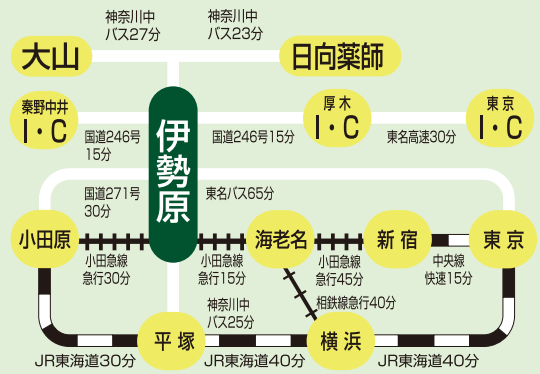 神奈川中
バス27分
神奈川中
バス23分
大山
日向薬師
秦野中井
I・C
国道246号
15分
伊勢原
国道246号15分
厚木
I・C
東名高速30分
東京
I・C
国道271号
30分
東名バス65分
小田原
小田急線
急行30分
小田急線
急行15分
海老名
小田急線
急行45分
新宿
中央線
快速15分
東京
神奈川中
バス25分
相鉄線急行40分
平塚
横浜
JR東海道30分
JR東海道40分
JR東海道40分